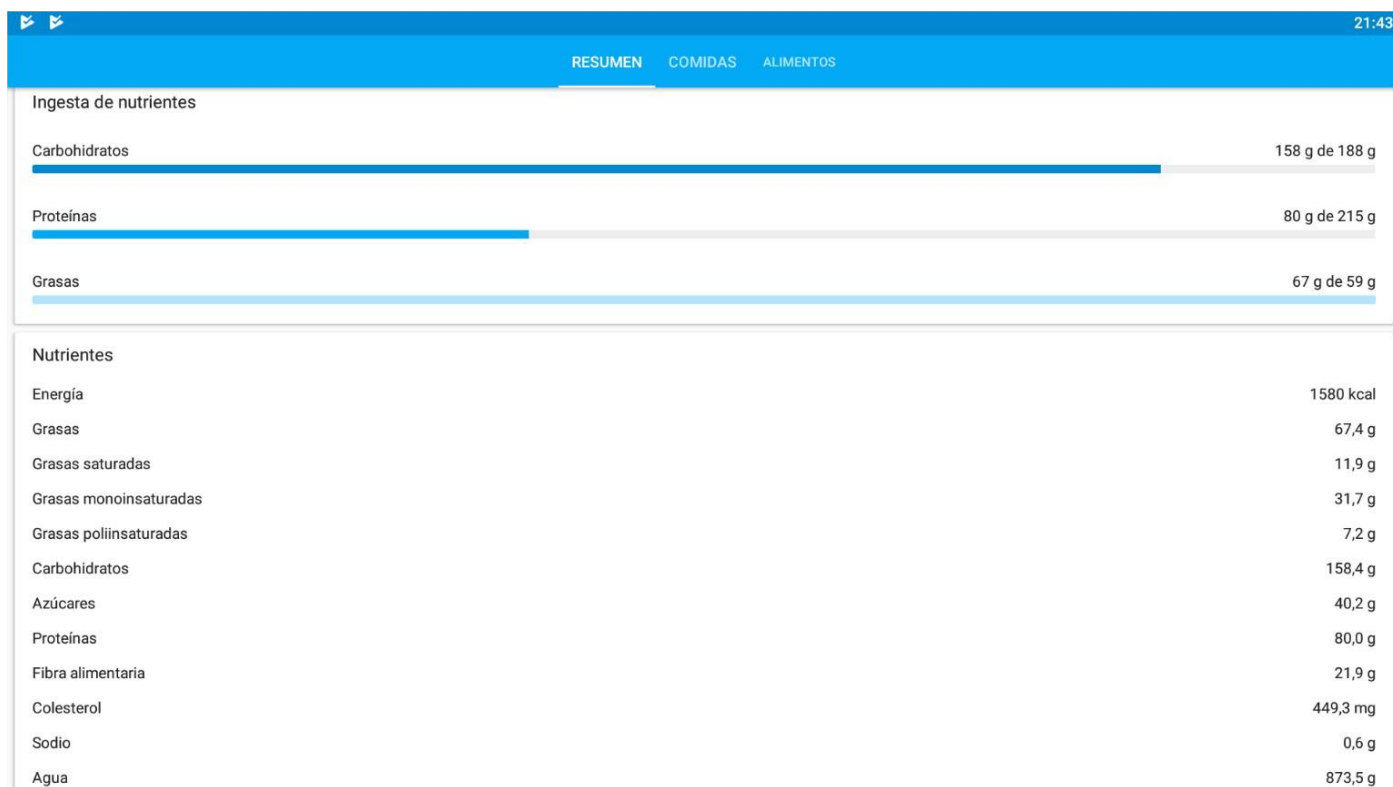 21:43
RESUMEN COMIDAS ALIMENTOS
Ingesta de nutrientes
Carbohidratos 158 g de 188 g
Proteínas 80 g de 215 g
Grasas 67 g de 59 g
Nutrientes
Energía 1580 kcal
Grasas 67,4 g
Grasas saturadas 11,9 g
Grasas monoinsaturadas 31,7 g
Grasas poliinsaturadas 7,2 g
Carbohidratos 158,4 g
Azúcares 40,2 g
Proteínas 80,0 g
Fibra alimentaria 21,9 g
Colesterol 449,3 mg
Sodio 0,6 g
Agua 873,5 g